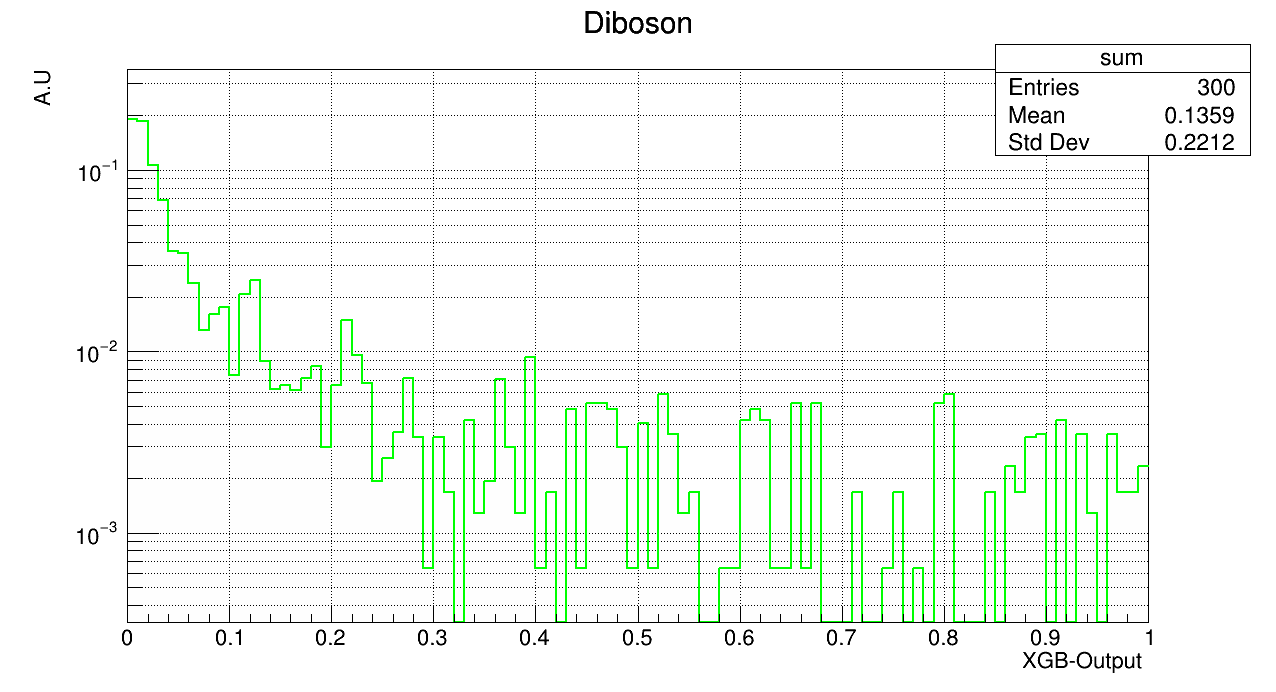 Diboson
A.U
sum
Entries 300
Mean 0.1359
Std Dev 0.2212
10⁻¹
10⁻²
10⁻³
0 0.1 0.2 0.3 0.4 0.5 0.6 0.7 0.8 0.9 1
XGB-Output